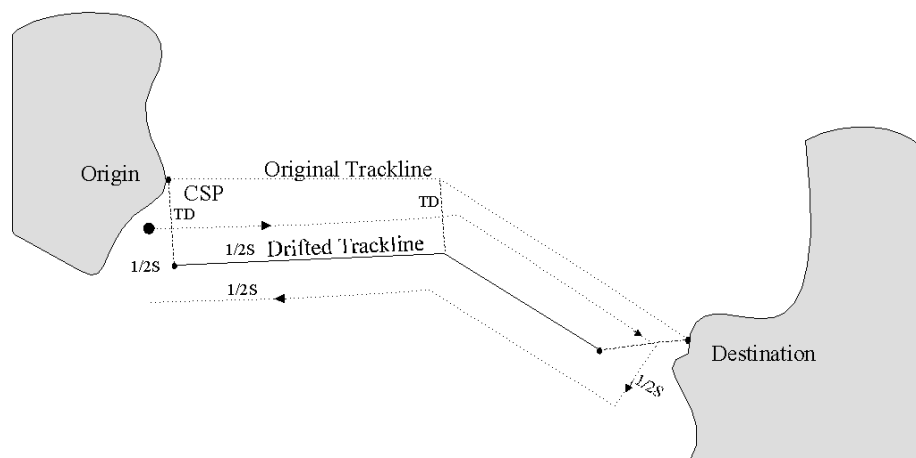 Original Trackline
Origin
CSP
TD
TD
1/2S
Drifted Trackline
1/2S
1/2S
Destination
1/2S